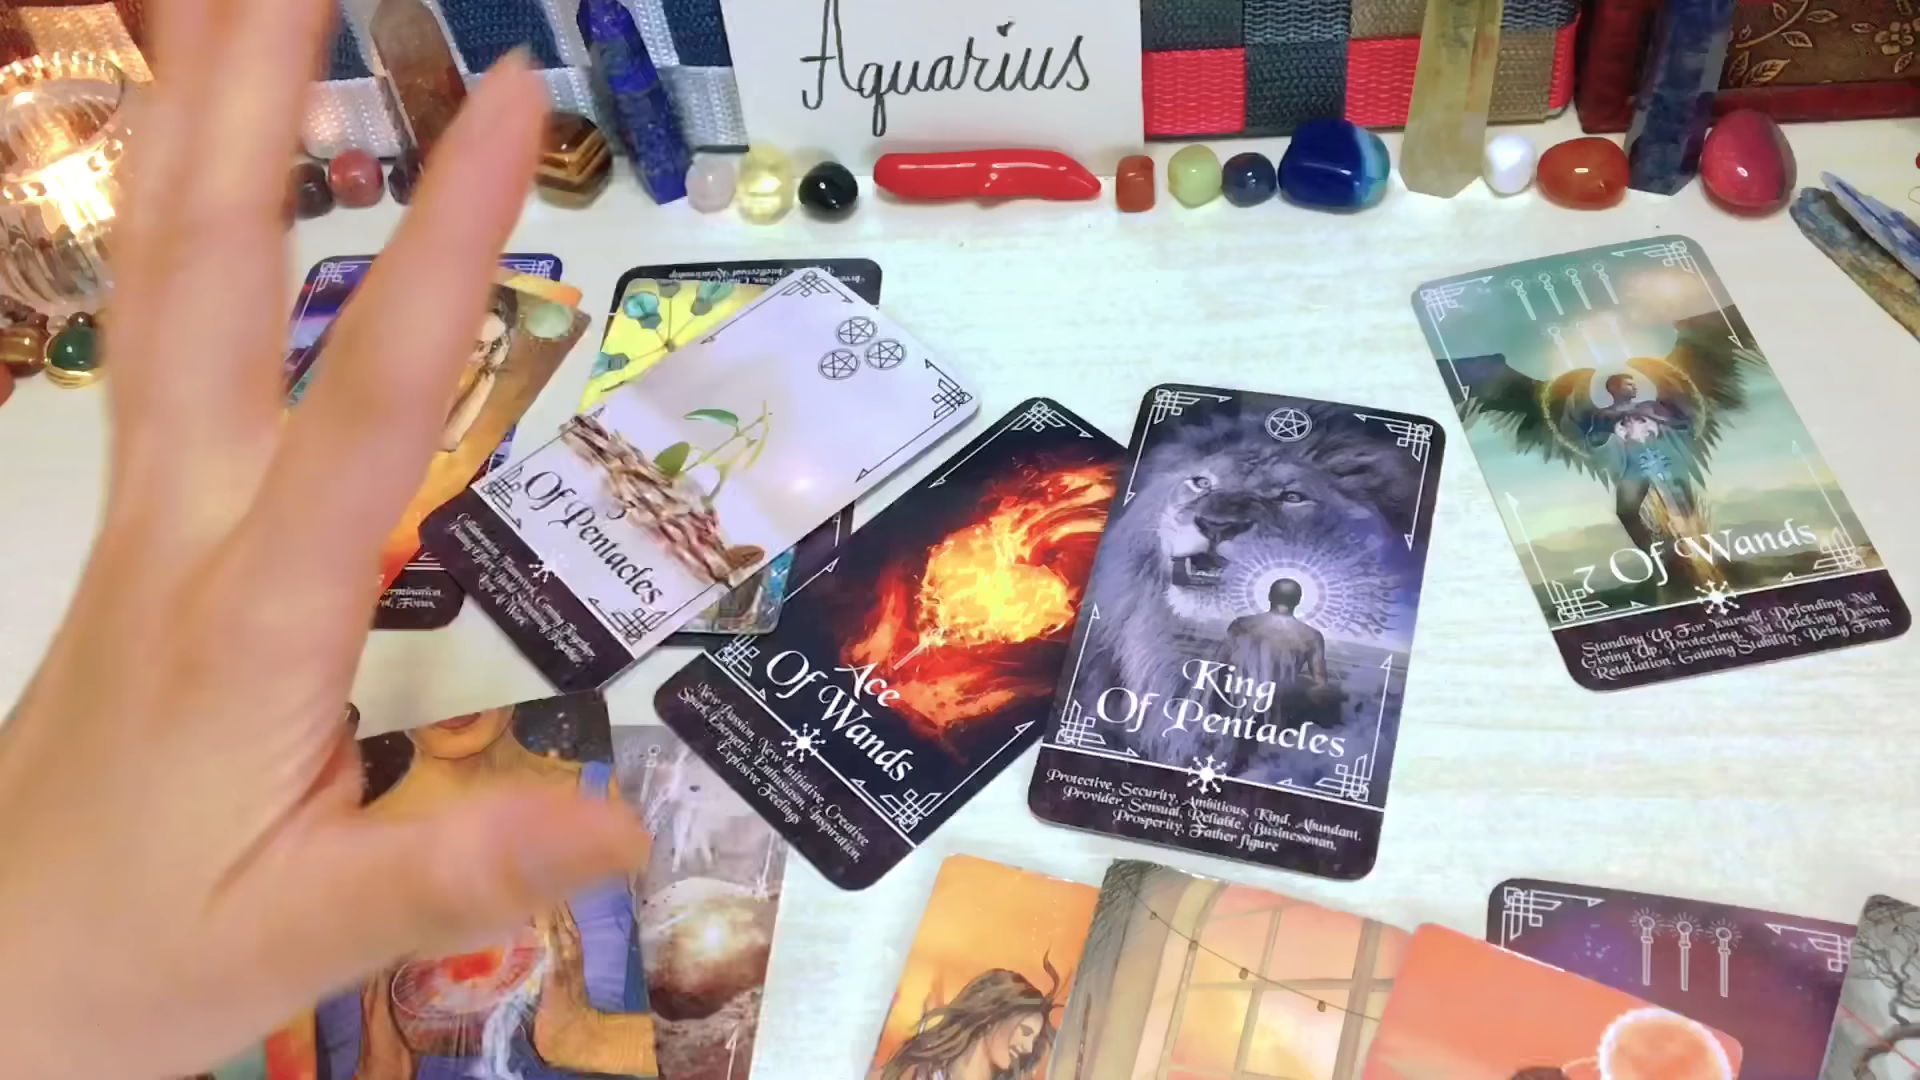 Aquarius
Intellectual Relationship
3
Of Pentacles
Ace
Of Wands
New Passion, New Initiative, Creative
Spark, Energetic, Enthusiasm, Inspiration,
Explosive Feelings
King
Of Pentacles
Protective, Security, Ambitious, Kind, Abundant,
Provider, Sensual, Reliable, Businessman,
Prosperity, Father figure
7 Of Wands
Standing Up For Yourself, Defending, Not
Giving Up, Protecting, Not Backing Down,
Retaliation, Gaining Stability, Being Firm